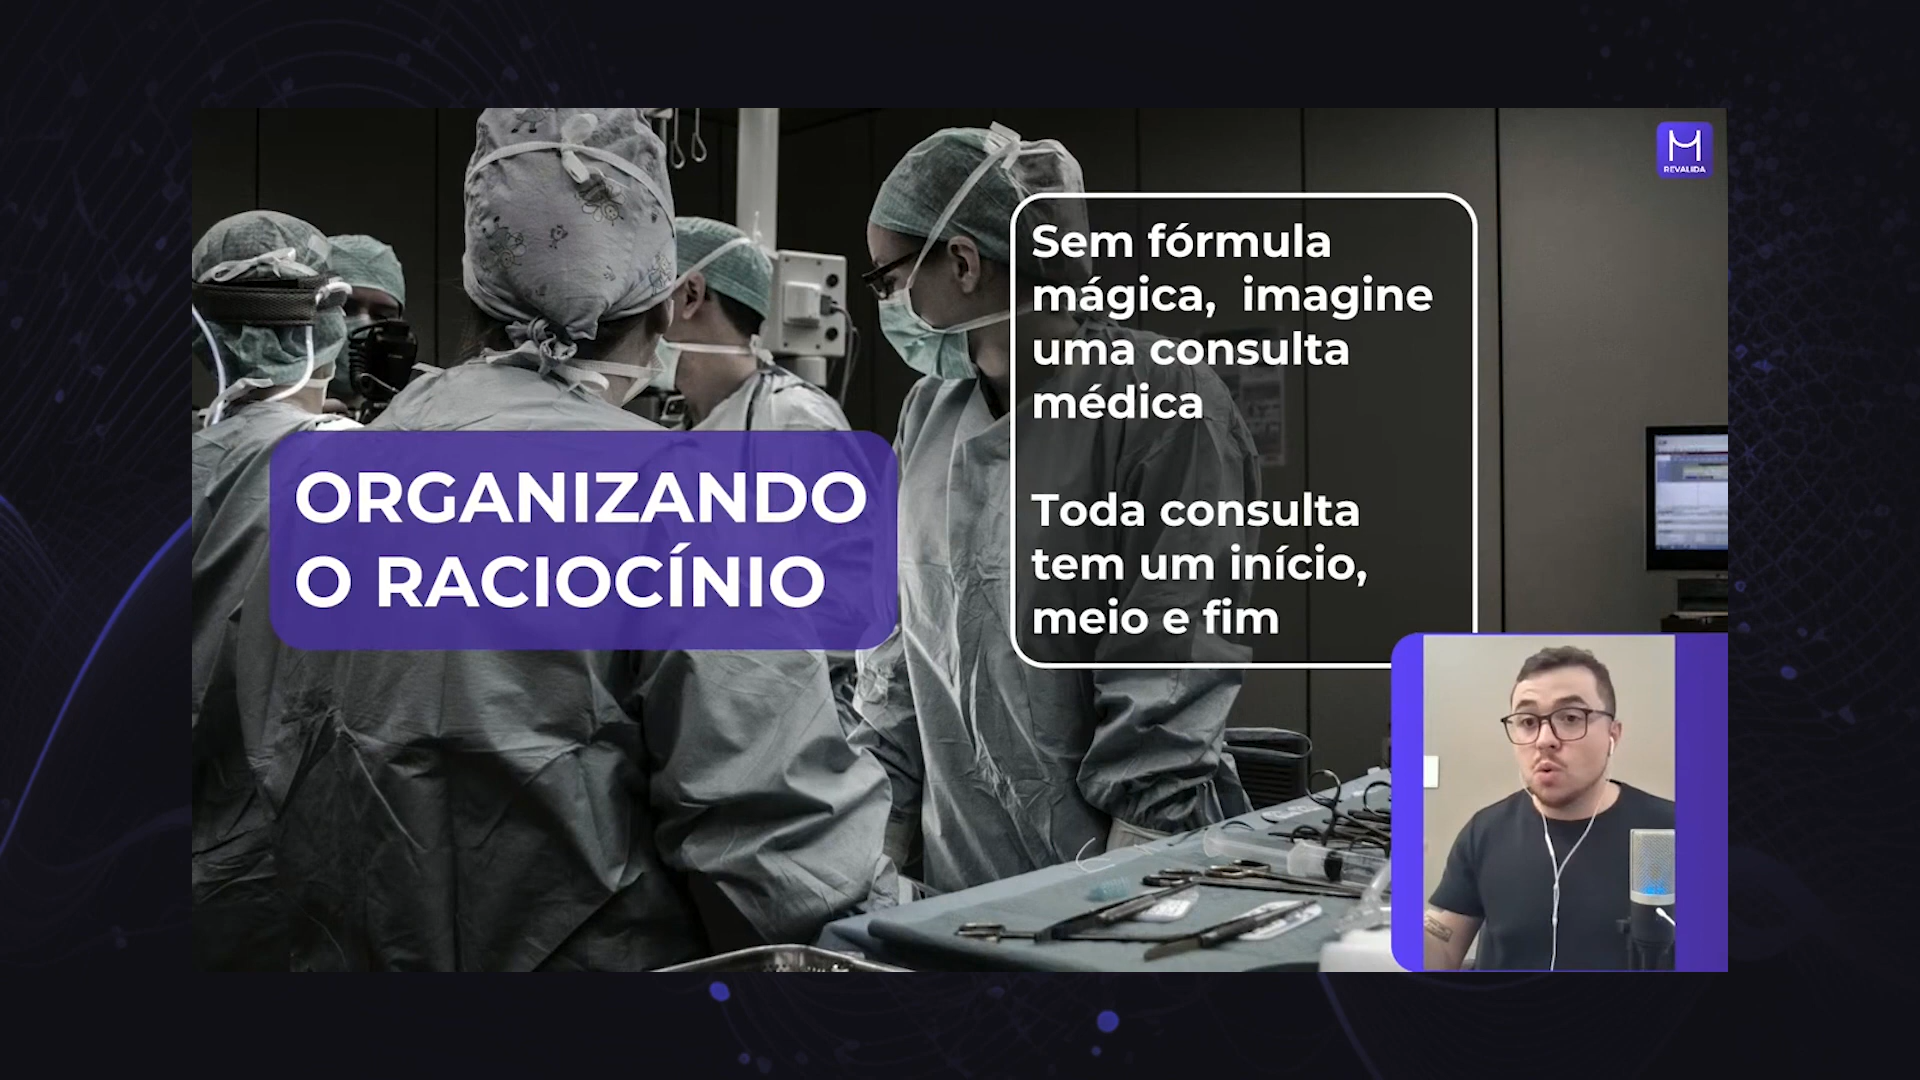 REVALIDA
Sem fórmula
mágica, imagine
uma consulta
médica
Toda consulta
tem um início,
meio e fim
ORGANIZANDO
O RACIOCÍNIO